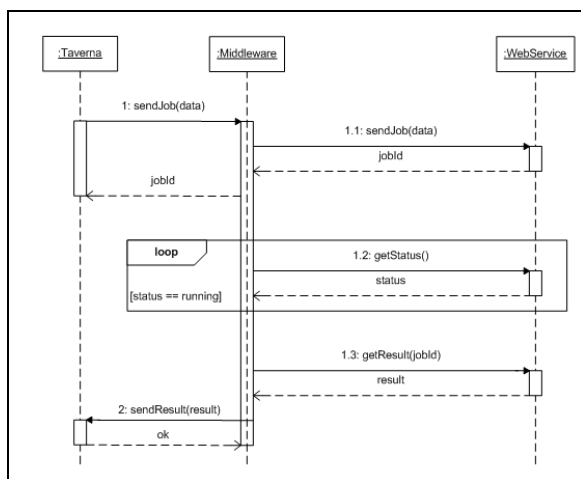 :Taverna
:Middleware
:WebService
1: sendJob(data)
1.1: sendJob(data)
jobId
jobId
loop
1.2: getStatus()
status
[status == running]
1.3: getResult(jobId)
result
2: sendResult(result)
ok